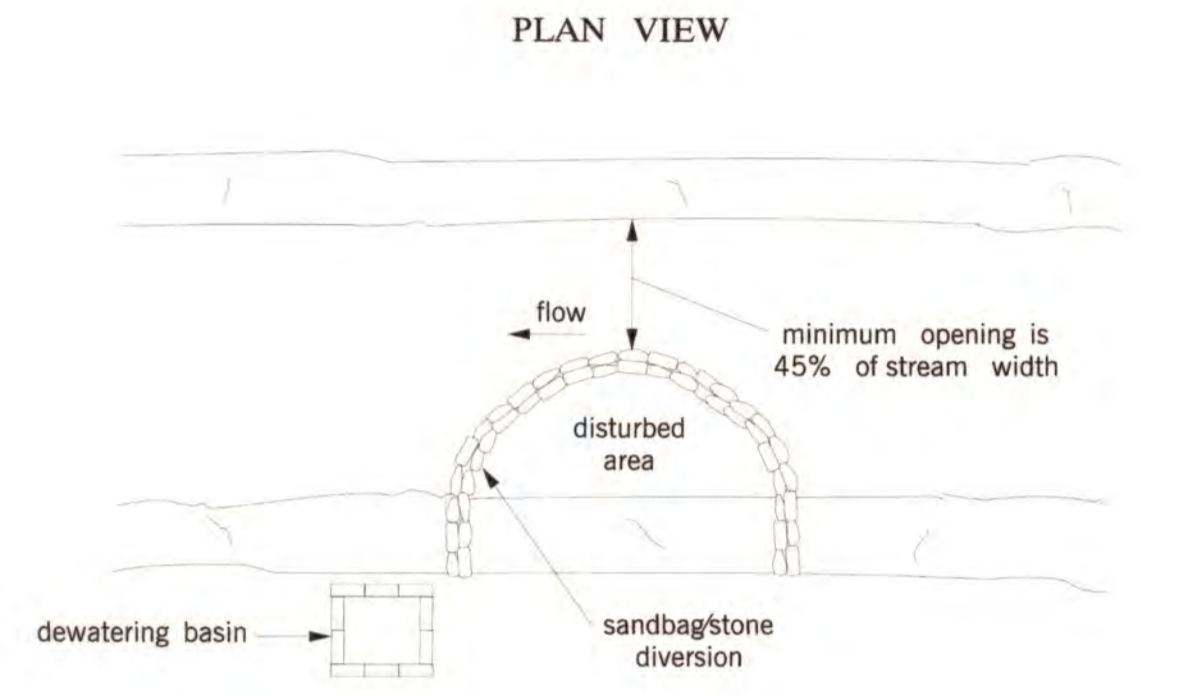 PLAN VIEW
flow
minimum opening is
45% of stream width
disturbed
area
dewatering basin
sandbag/stone
diversion